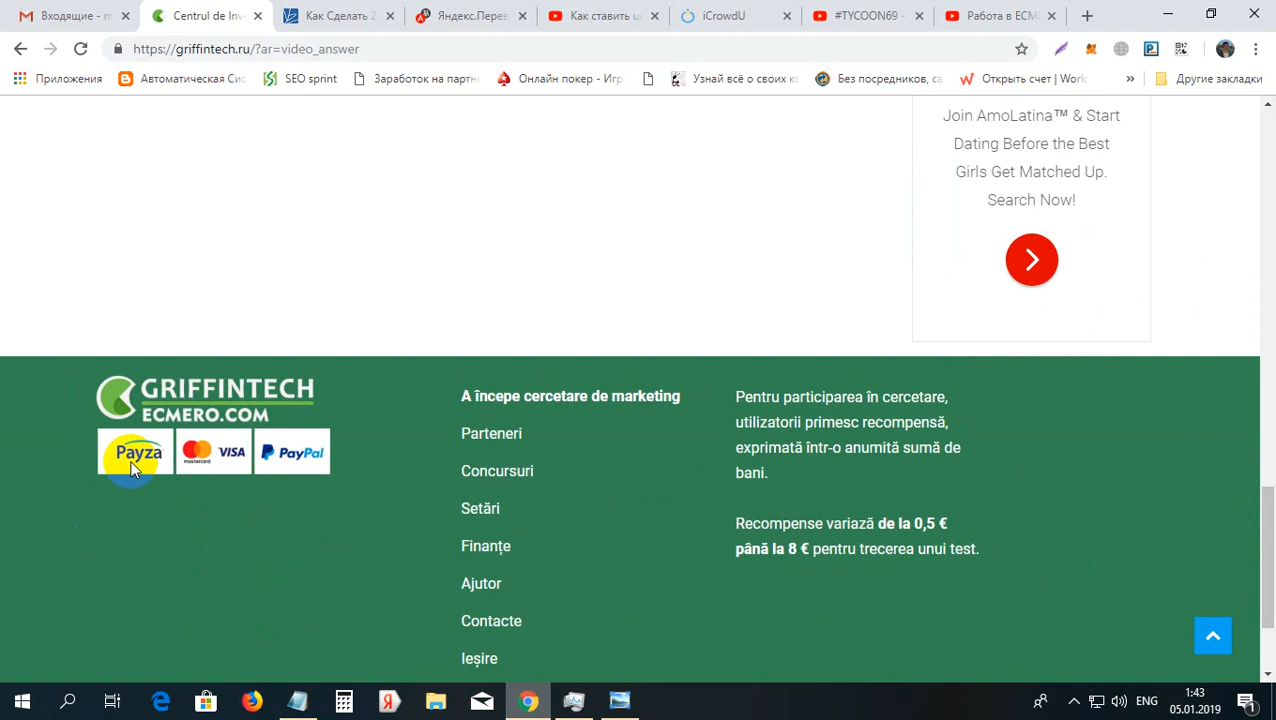 Входящие - m
Centrul de Inve
Как Сделать 2
Яндекс.Перев
Как ставить ц
iCrowdU
#TYCOON69 -
Работа в ECM
https://griffintech.ru/?ar=video_answer
Приложения
Автоматическая Сис
SEO sprint
Заработок на партн
Онлайн покер - Игр
Узнай всё о своих к
Без посредников, са
Открыть счет | Work
»
Другие закладки
Join AmoLatina™ & Start
Dating Before the Best
Girls Get Matched Up.
Search Now!
GRIFFINTECH
ECMERO.COM
Payza
mastercard
VISA
PayPal
A începe cercetare de marketing
Parteneri
Concursuri
Setări
Finanțe
Ajutor
Contacte
Ieșire
Pentru participarea în cercetare,
utilizatorii primesc recompensă,
exprimată într-o anumită sumă de
bani.
Recompense variază de la 0,5 €
până la 8 € pentru trecerea unui test.
ENG
1:43
05.01.2019
1